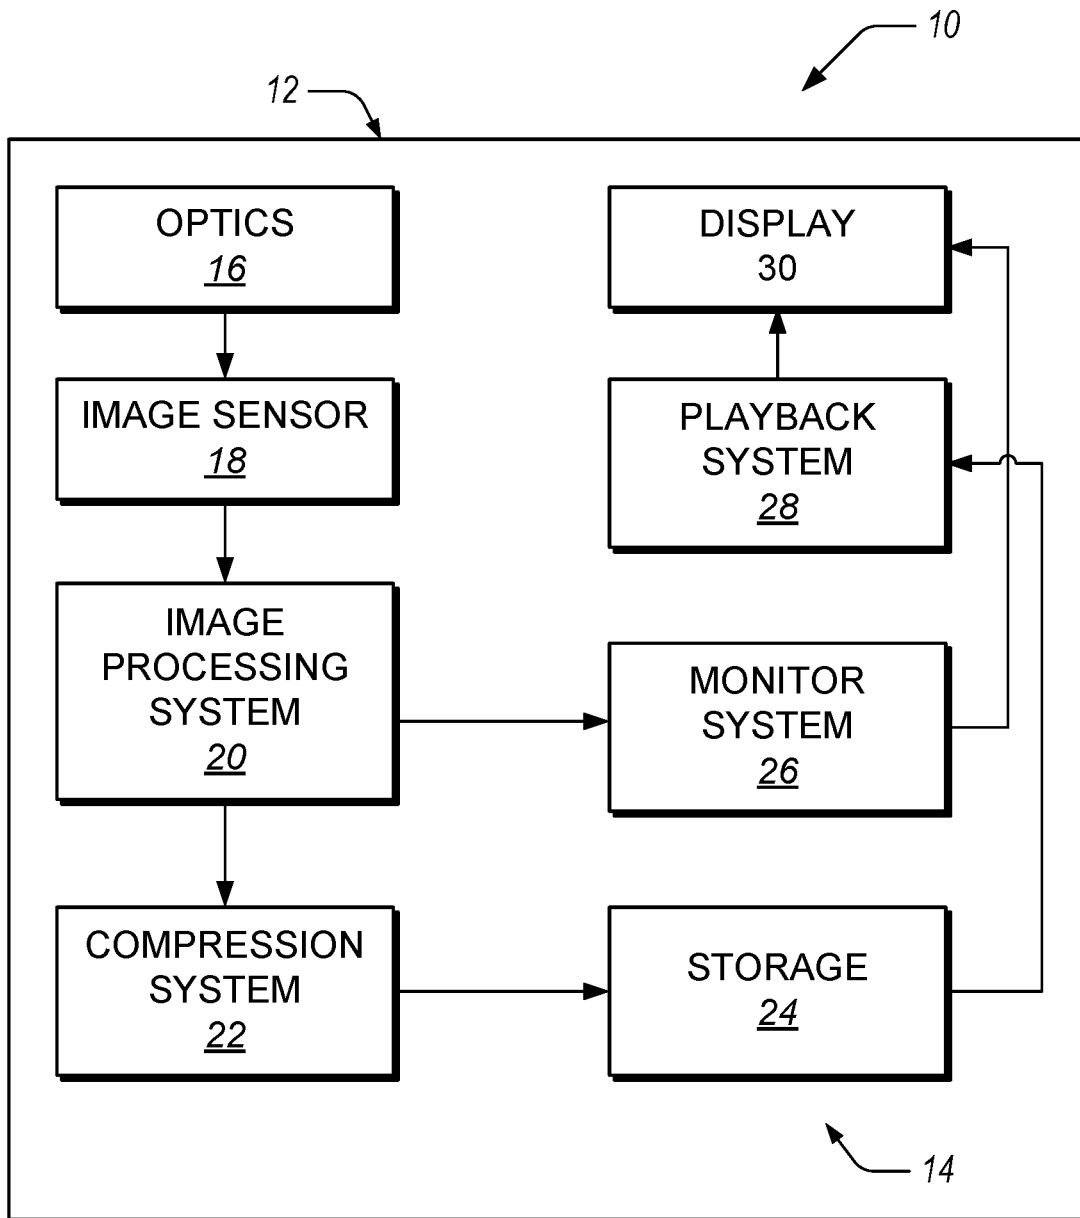 10
12
OPTICS
16
DISPLAY
30
IMAGE SENSOR
18
PLAYBACK
SYSTEM
28
IMAGE
PROCESSING
SYSTEM
20
MONITOR
SYSTEM
26
COMPRESSION
SYSTEM
22
STORAGE
24
14